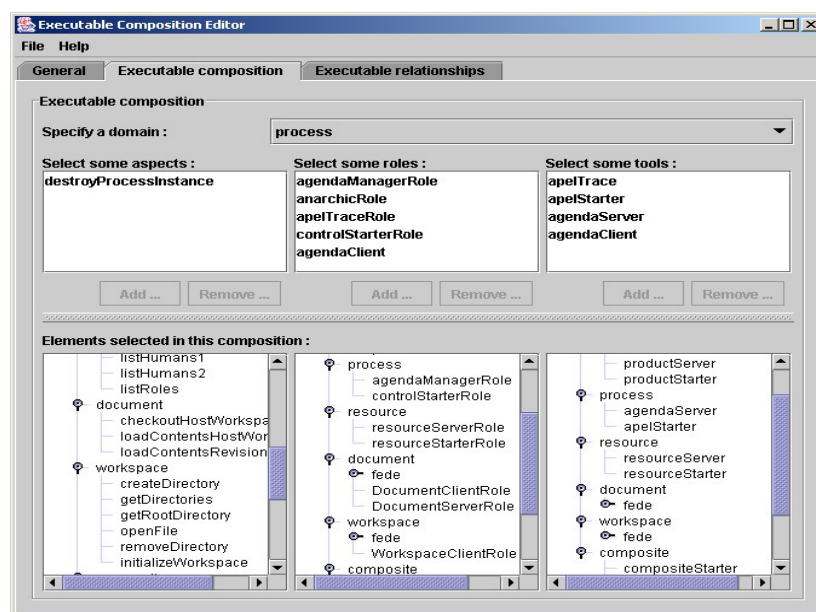 Executable Composition Editor
File Help
General Executable composition Executable relationships
Executable composition
Specify a domain : process
Select some aspects : Select some roles : Select some tools :
destroyProcessInstance
agendaManagerRole
anarchicRole
apelTraceRole
controlStarterRole
agendaClient
apelTrace
apelStarter
agendaServer
agendaClient
Add ... Remove ... Add ... Remove ... Add ... Remove ...
Elements selected in this composition :
listHumans1
listHumans2
listRoles
document
checkoutHostWorkspa
loadContentsHostWor
loadContentsRevision
workspace
createDirectory
getDirectories
getRootDirectory
openFile
removeDirectory
initializeWorkspace
process
agendaManagerRole
controlStarterRole
resource
resourceServerRole
resourceStarterRole
document
fede
DocumentClientRole
DocumentServerRole
workspace
fede
WorkspaceClientRole
composite
productServer
productStarter
process
agendaServer
apelStarter
resource
resourceServer
resourceStarter
document
fede
workspace
fede
composite
compositeStarter